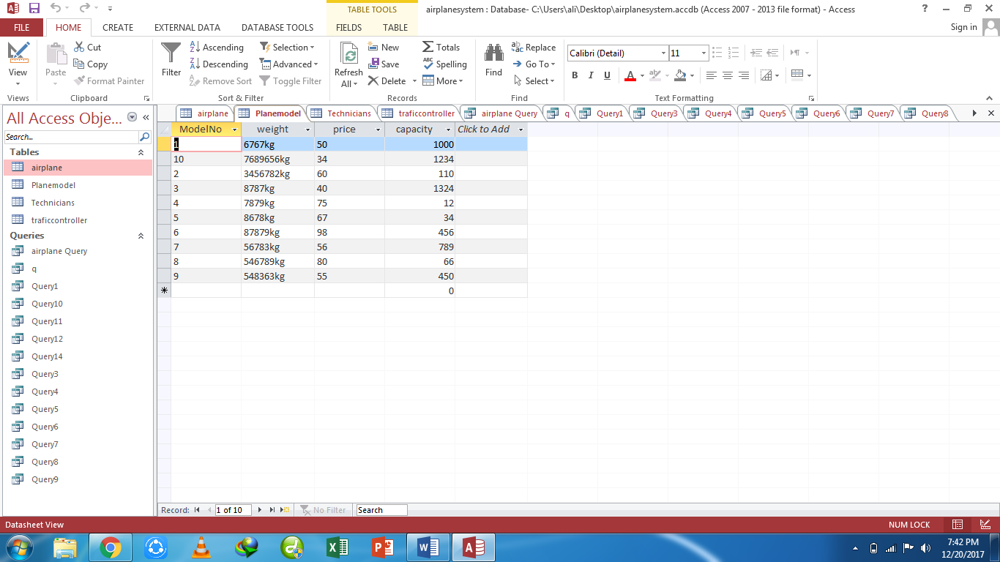 TABLE TOOLS
airplanesystem : Database- C:\Users\ali\Desktop\airplanesystem.accdb (Access 2007 - 2013 file format) - Access
FILE HOME CREATE EXTERNAL DATA DATABASE TOOLS FIELDS TABLE Sign in
View
Views
Paste
Cut
Copy
Format Painter
Clipboard
Filter
Ascending
Descending
Remove Sort
Selection
Advanced
Toggle Filter
Sort & Filter
Refresh
All
New
Save
Delete
Totals
Spelling
More
Records
Find
Replace
Go To
Select
Find
Calibri (Detail) 11
B I U
Text Formatting
All Access Obje...
Search...
Tables
airplane
Planemodel
Technicians
traficcontroller
Queries
airplane Query
q
Query1
Query10
Query11
Query12
Query14
Query3
Query4
Query5
Query6
Query7
Query8
Query9
airplane Planemodel Technicians traficcontroller airplane Query q Query1 Query3 Query4 Query5 Query6 Query7 Query8
ModelNo weight price capacity Click to Add
1 6767kg 50 1000
10 7689656kg 34 1234
2 3456782kg 60 110
3 8787kg 40 1324
4 7879kg 75 12
5 8678kg 67 34
6 87879kg 98 456
7 56783kg 56 789
8 546789kg 80 66
9 548363kg 55 450
0
Record: 1 of 10 No Filter Search
Datasheet View NUM LOCK
7:42 PM
12/20/2017